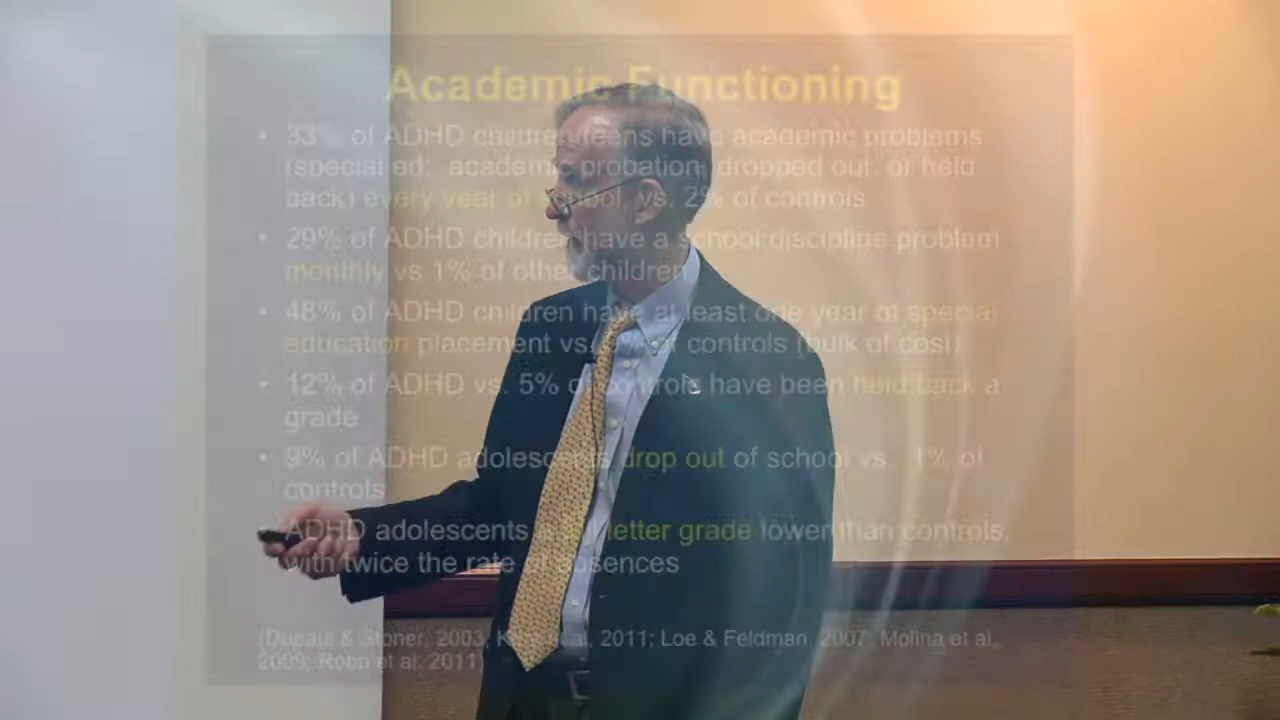 Academic Functioning
• 33% of ADHD children/teens have academic problems
(special ed. academic probation, dropped out, or held
back) every year of school, vs. 2% of controls
• 29% of ADHD children have a school discipline problem
monthly vs 1% of other children
• 48% of ADHD children have at least one year of special
education placement vs. controls (bulk of cost)
• 12% of ADHD vs. 5% of controls have been held back a
grade
• 9% of ADHD adolescents drop out of school vs. 1% of
controls
ADHD adolescents letter grade lower than controls,
twice the rate of absences
(Dupaul & Stoner, 2003, al., 2011; Loe & Feldman, 2007; Molina et al.,
2009; Robb et al, 2011)